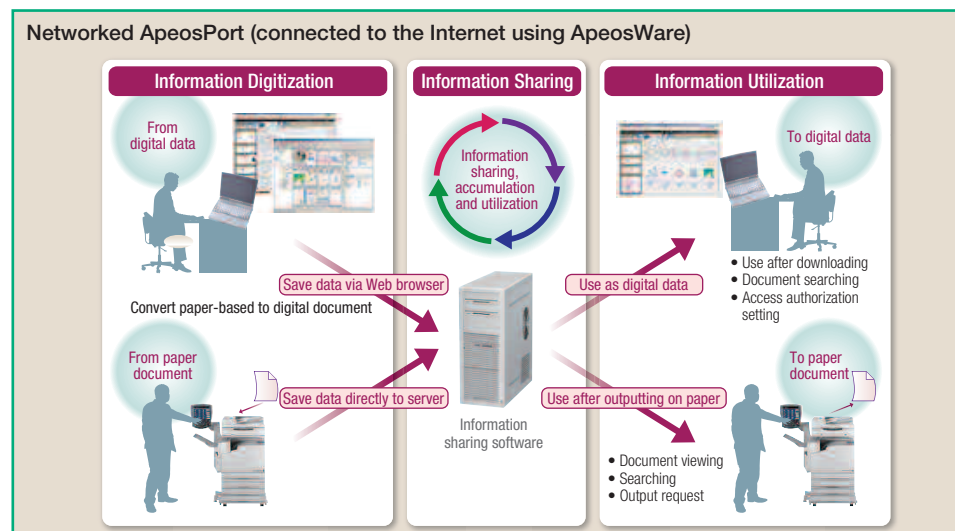 Networked ApeosPort (connected to the Internet using ApeosWare)
Information Digitization
From
digital data
Save data via Web browser
Convert paper-based to digital document
From paper
document
Save data directly to server
Information Sharing
Information
sharing,
accumulation
and utilization
Information
sharing software
Information Utilization
To digital data
Use as digital data
• Use after downloading
• Document searching
• Access authorization
setting
To paper
document
Use after outputting on paper
• Document viewing
• Searching
• Output request